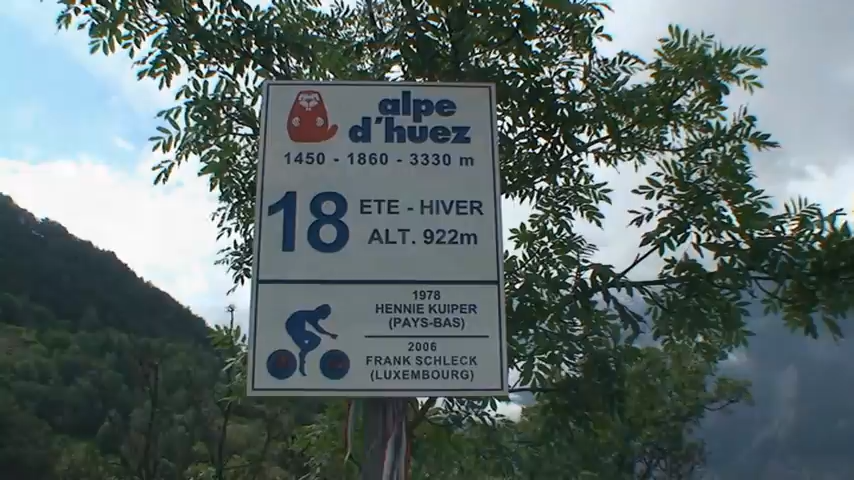 alpe
d'huez
1450 - 1860 - 3330 m
18
ETE - HIVER
ALT. 922m
1978
HENNIE KUIPER
(PAYS-BAS)
2006
FRANK SCHLECK
(LUXEMBOURG)